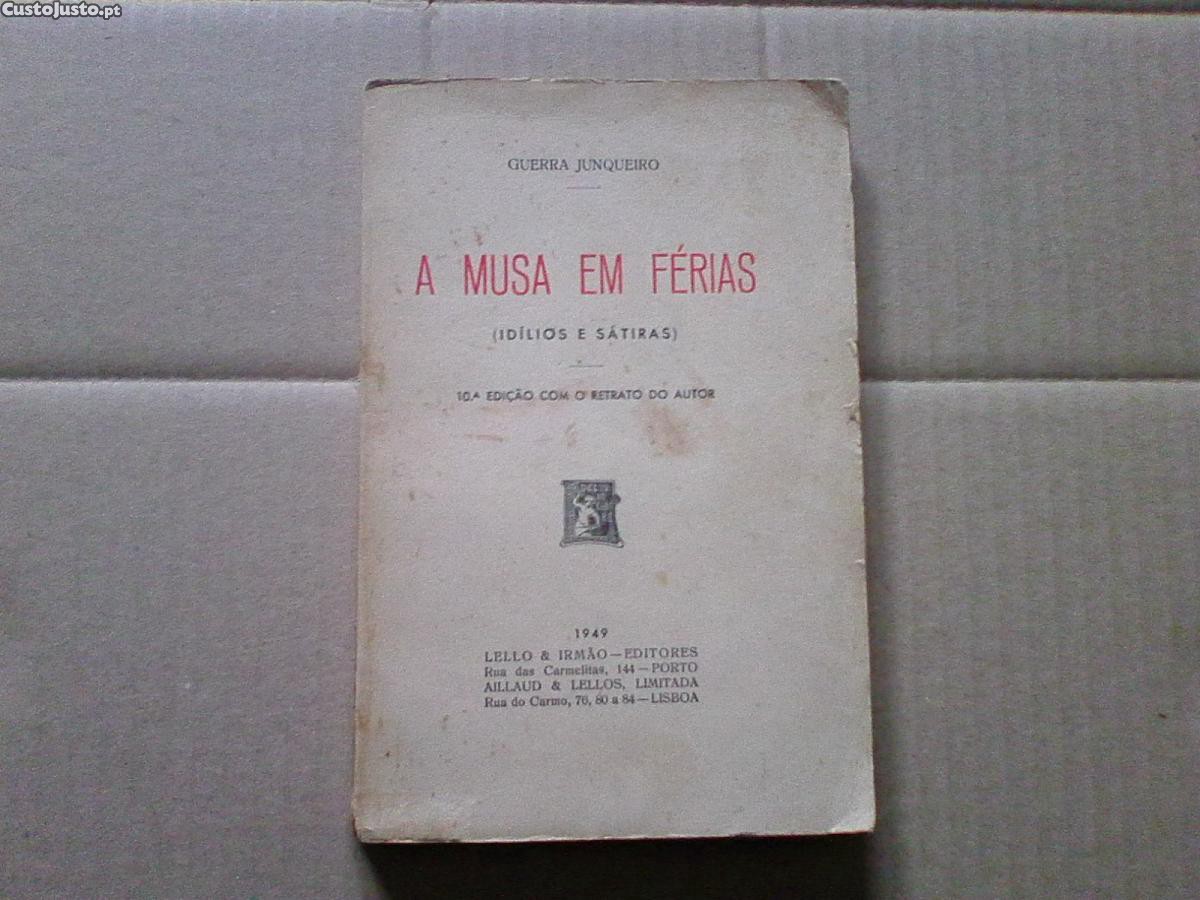 CustoJusto.pt
GUERRA JUNQUEIRO
A MUSA EM FÉRIAS
(IDÍLIOS E SÁTIRAS)
10.ª EDIÇÃO COM O RETRATO DO AUTOR
1949
LELLO & IRMÃO — EDITORES
Rua das Carmelitas, 144 — PORTO
AILLAUD & LELLOS, LIMITADA
Rua do Carmo, 76, 80 a 84 — LISBOA